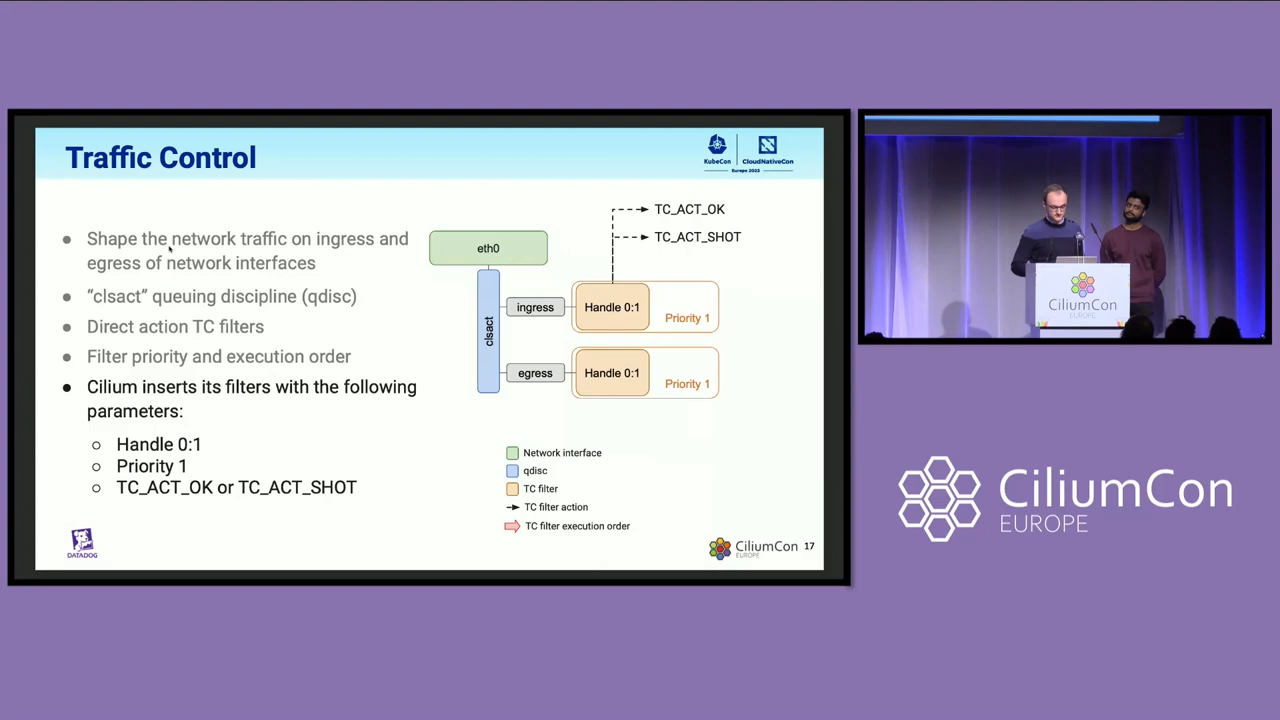 Traffic Control
KubeCon
CloudNativeCon
Europe 2023
● Shape the network traffic on ingress and
egress of network interfaces
● “clsact” queuing discipline (qdisc)
● Direct action TC filters
● Filter priority and execution order
● Cilium inserts its filters with the following
parameters:
○ Handle 0:1
○ Priority 1
○ TC_ACT_OK or TC_ACT_SHOT
TC_ACT_OK
TC_ACT_SHOT
eth0
clsact
ingress
Handle 0:1
Priority 1
egress
Handle 0:1
Priority 1
Network interface
qdisc
TC filter
TC filter action
TC filter execution order
DATADOG
CiliumCon
EUROPE
17
CiliumCon
EUROPE
CiliumCon
EUROPE